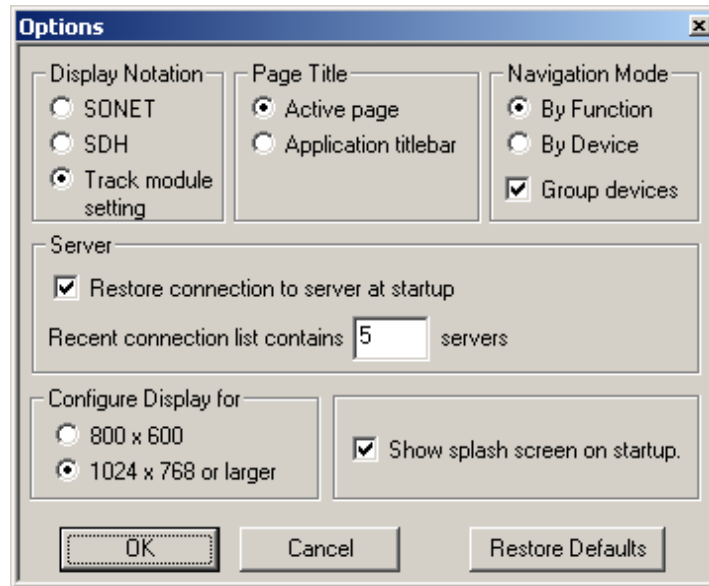 Options
Display Notation
SONET
SDH
Track module
setting
Page Title
Active page
Application titlebar
Navigation Mode
By Function
By Device
Group devices
Server
Restore connection to server at startup
Recent connection list contains 5 servers
Configure Display for
800 x 600
1024 x 768 or larger
Show splash screen on startup.
OK
Cancel
Restore Defaults